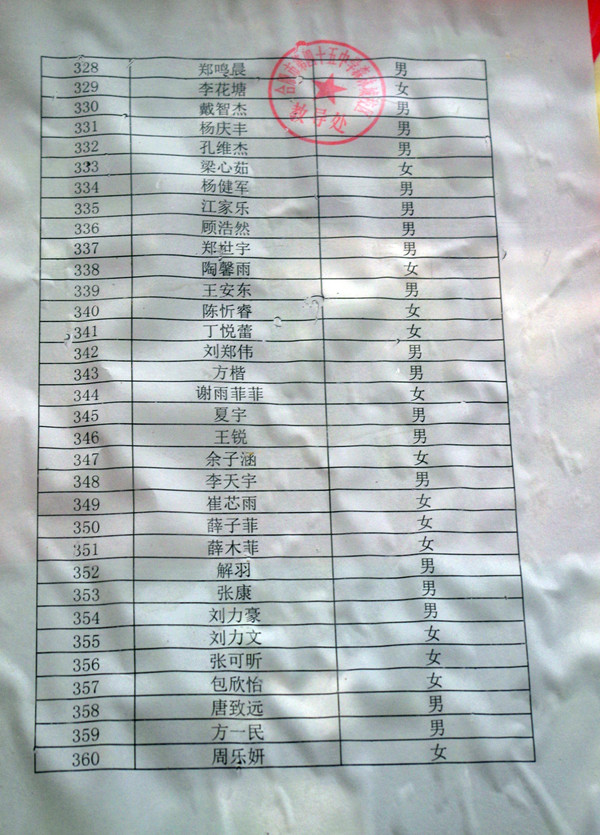 328 郑鸣晨 男
329 李花塘 女
330 戴智杰 男
331 杨庆丰 男
332 孔维杰 男
333 梁心茹 女
334 杨健军 男
335 江家乐 男
336 顾浩然 男
337 郑世宇 男
338 陶馨雨 女
339 王安东 男
340 陈忻睿 女
341 丁悦蕾 女
342 刘郑伟 男
343 方楷 男
344 谢雨菲菲 女
345 夏宇 男
346 王锐 男
347 余子涵 女
348 李天宇 男
349 崔芯雨 女
350 薛子菲 女
351 薛木菲 女
352 解羽 男
353 张康 男
354 刘力豪 男
355 刘力文 女
356 张可昕 女
357 包欣怡 女
358 唐致远 男
359 方一民 男
360 周乐妍 女
教导处